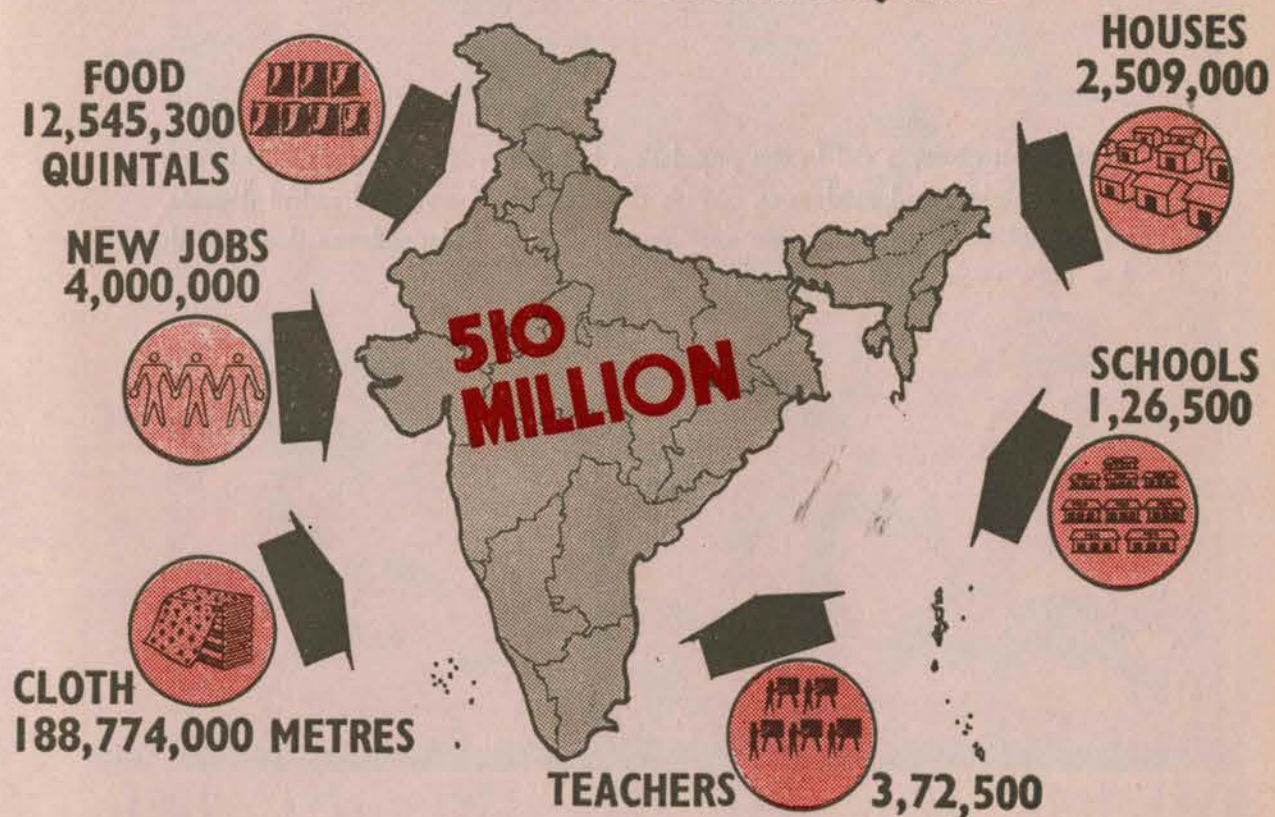 FOOD
12,545,300
QUINTALS
HOUSES
2,509,000
NEW JOBS
4,000,000
510
MILLION
SCHOOLS
1,26,500
CLOTH
188,774,000 METRES
TEACHERS 3,72,500